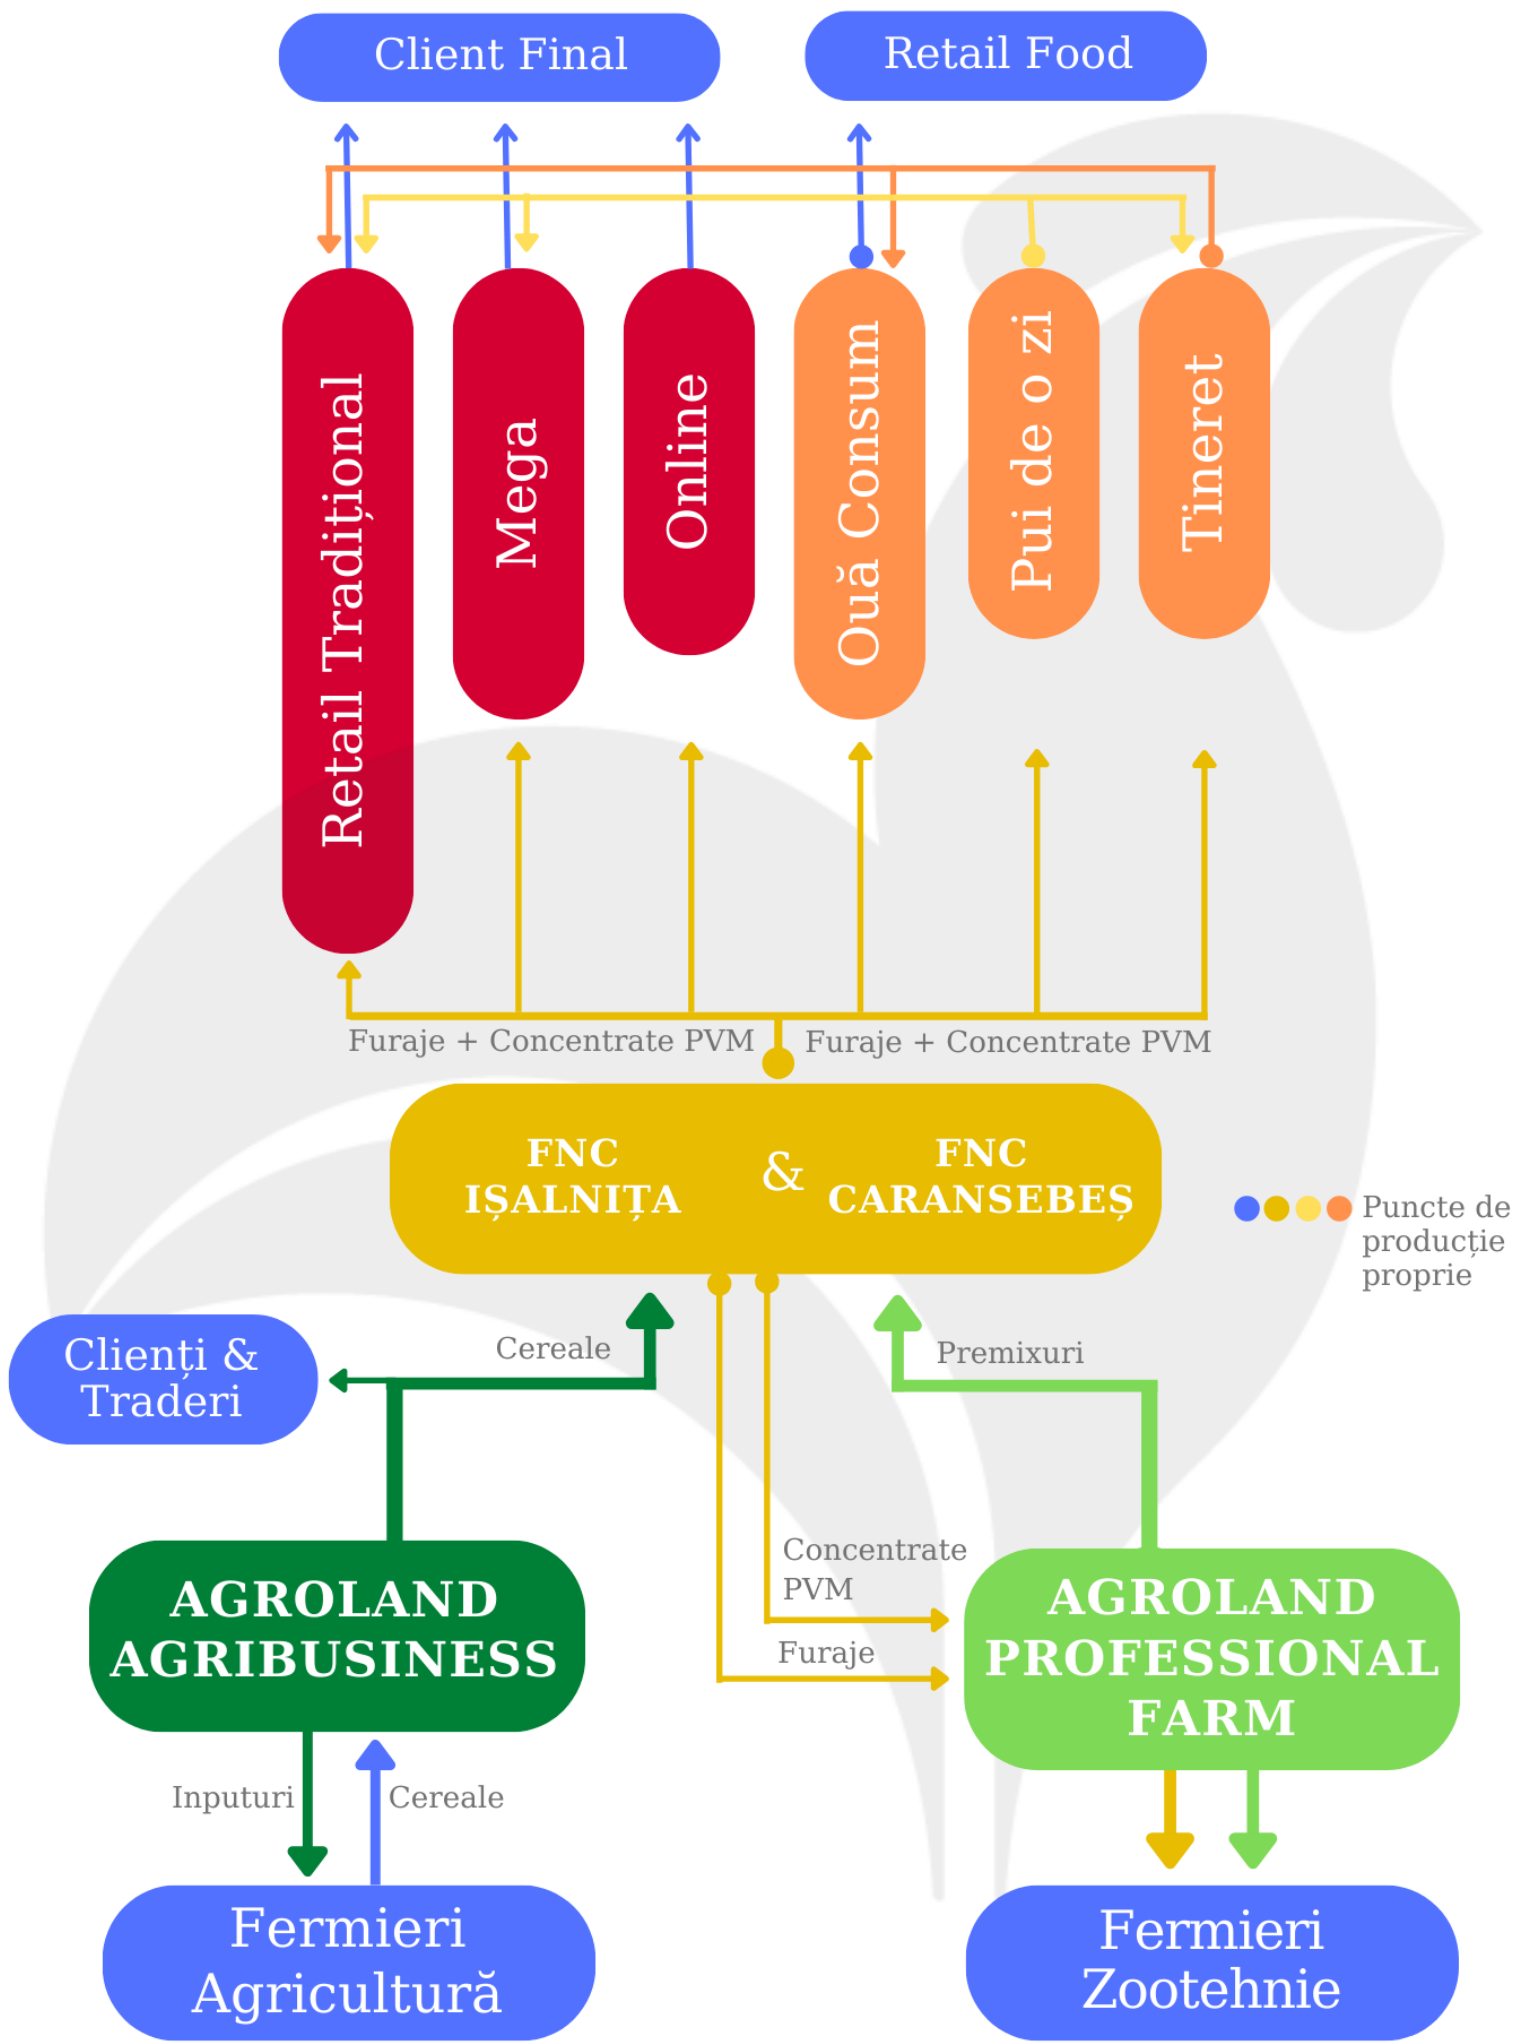 Client Final
Retail Food
Retail Tradițional
Mega
Online
Ouă Consum
Pui de o zi
Tineret
Furaje + Concentrate PVM
Furaje + Concentrate PVM
FNC
IȘALNIȚA
&
FNC
CARANSEBEȘ
Puncte de
producție
proprie
Clienți &
Traderi
Cereale
Premixuri
Concentrate
PVM
Furaje
AGROLAND
AGRIBUSINESS
AGROLAND
PROFESSIONAL
FARM
Inputuri
Cereale
Fermieri
Agricultură
Fermieri
Zootehnie